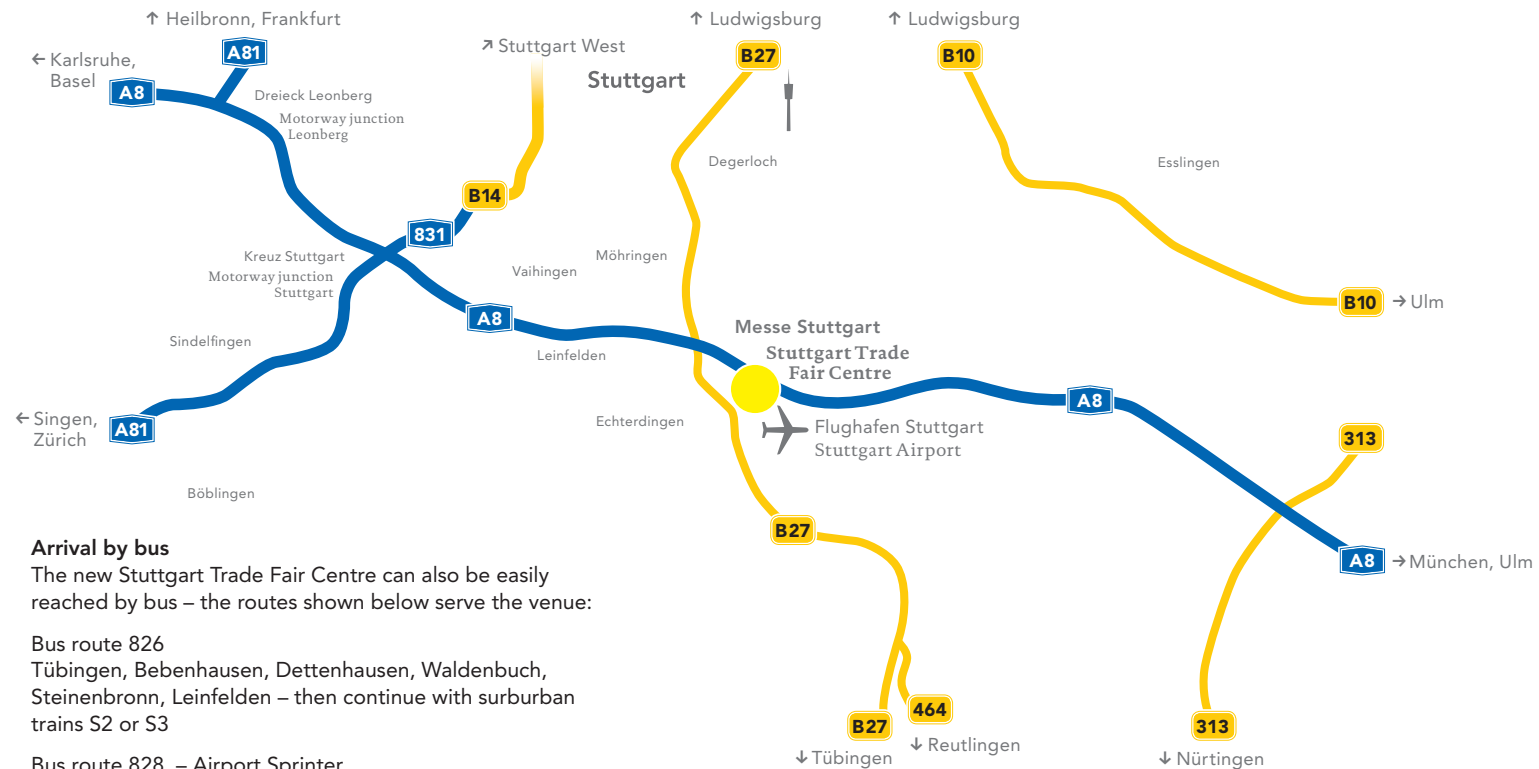 ↑ Heilbronn, Frankfurt
↑ Ludwigsburg
↑ Ludwigsburg
← Karlsruhe,
Basel
A81
↗ Stuttgart West
B27
B10
A8
Stuttgart
Dreieck Leonberg
Motorway junction
Leonberg
Degerloch
Esslingen
B14
831
Kreuz Stuttgart
Motorway junction
Stuttgart
Möhringen
Vaihingen
B10
→ Ulm
A8
Messe Stuttgart
Stuttgart Trade
Fair Centre
Sindelfingen
Leinfelden
A8
← Singen,
Zürich
A81
Echterdingen
Flughafen Stuttgart
Stuttgart Airport
313
Böblingen
B27
A8
→ München, Ulm
Arrival by bus
The new Stuttgart Trade Fair Centre can also be easily
reached by bus – the routes shown below serve the venue:
Bus route 826
Tübingen, Bebenhausen, Dettenhausen, Waldenbuch,
Steinenbronn, Leinfelden – then continue with surburban
trains S2 or S3
Bus route 828 – Airport Sprinter
B27
464
313
↓ Tübingen
↓ Reutlingen
↓ Nürtingen